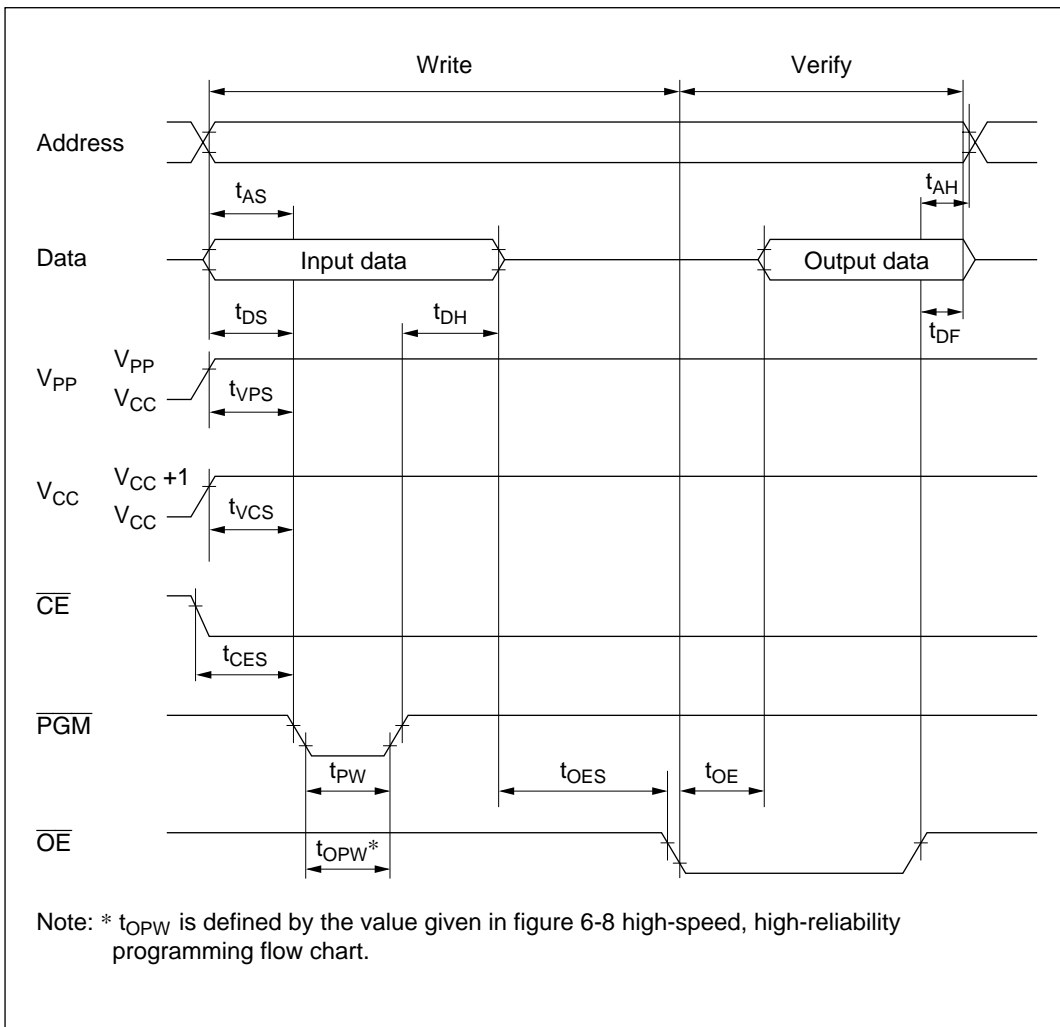 Write Verify
Address
tAS tAH
Data Input data Output data
tDS tDH tDF
VPP VPP
VCC
tVPS
VCC VCC +1
VCC
tVCS
CE
tCES
PGM
tPW tOES tOE
OE
tOPW*
Note: * tOPW is defined by the value given in figure 6-8 high-speed, high-reliability
programming flow chart.